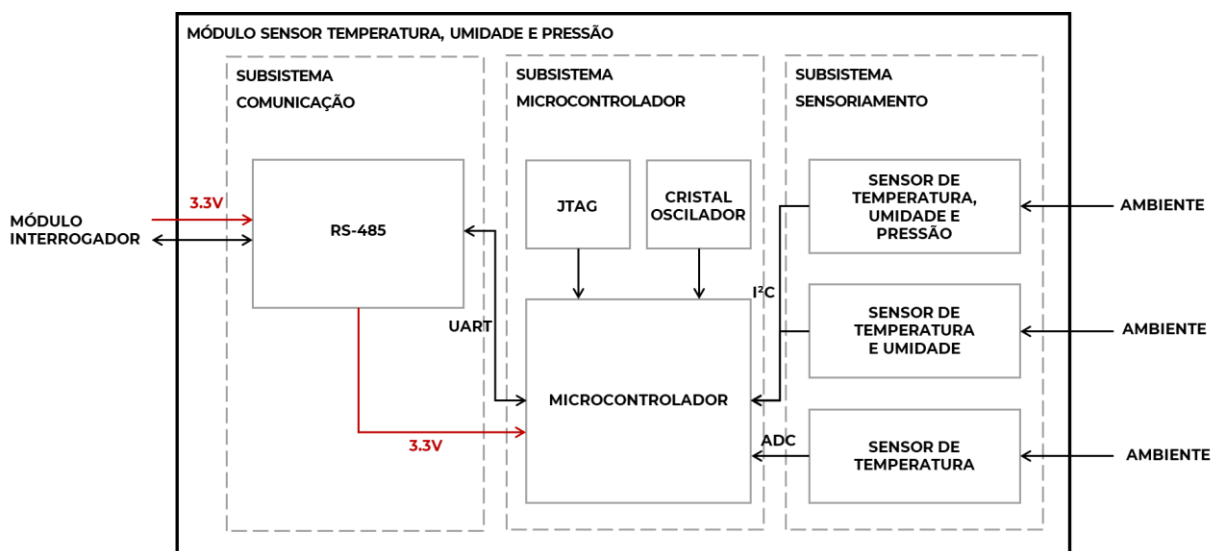 MÓDULO SENSOR TEMPERATURA, UMIDADE E PRESSÃO
SUBSISTEMA
COMUNICAÇÃO
SUBSISTEMA
MICROCONTROLADOR
SUBSISTEMA
SENSORIAMENTO
MÓDULO
INTERROGADOR
3.3V
RS-485
UART
3.3V
JTAG
CRISTAL
OSCILADOR
MICROCONTROLADOR
I²C
ADC
SENSOR DE
TEMPERATURA,
UMIDADE E
PRESSÃO
AMBIENTE
SENSOR DE
TEMPERATURA
E UMIDADE
AMBIENTE
SENSOR DE
TEMPERATURA
AMBIENTE